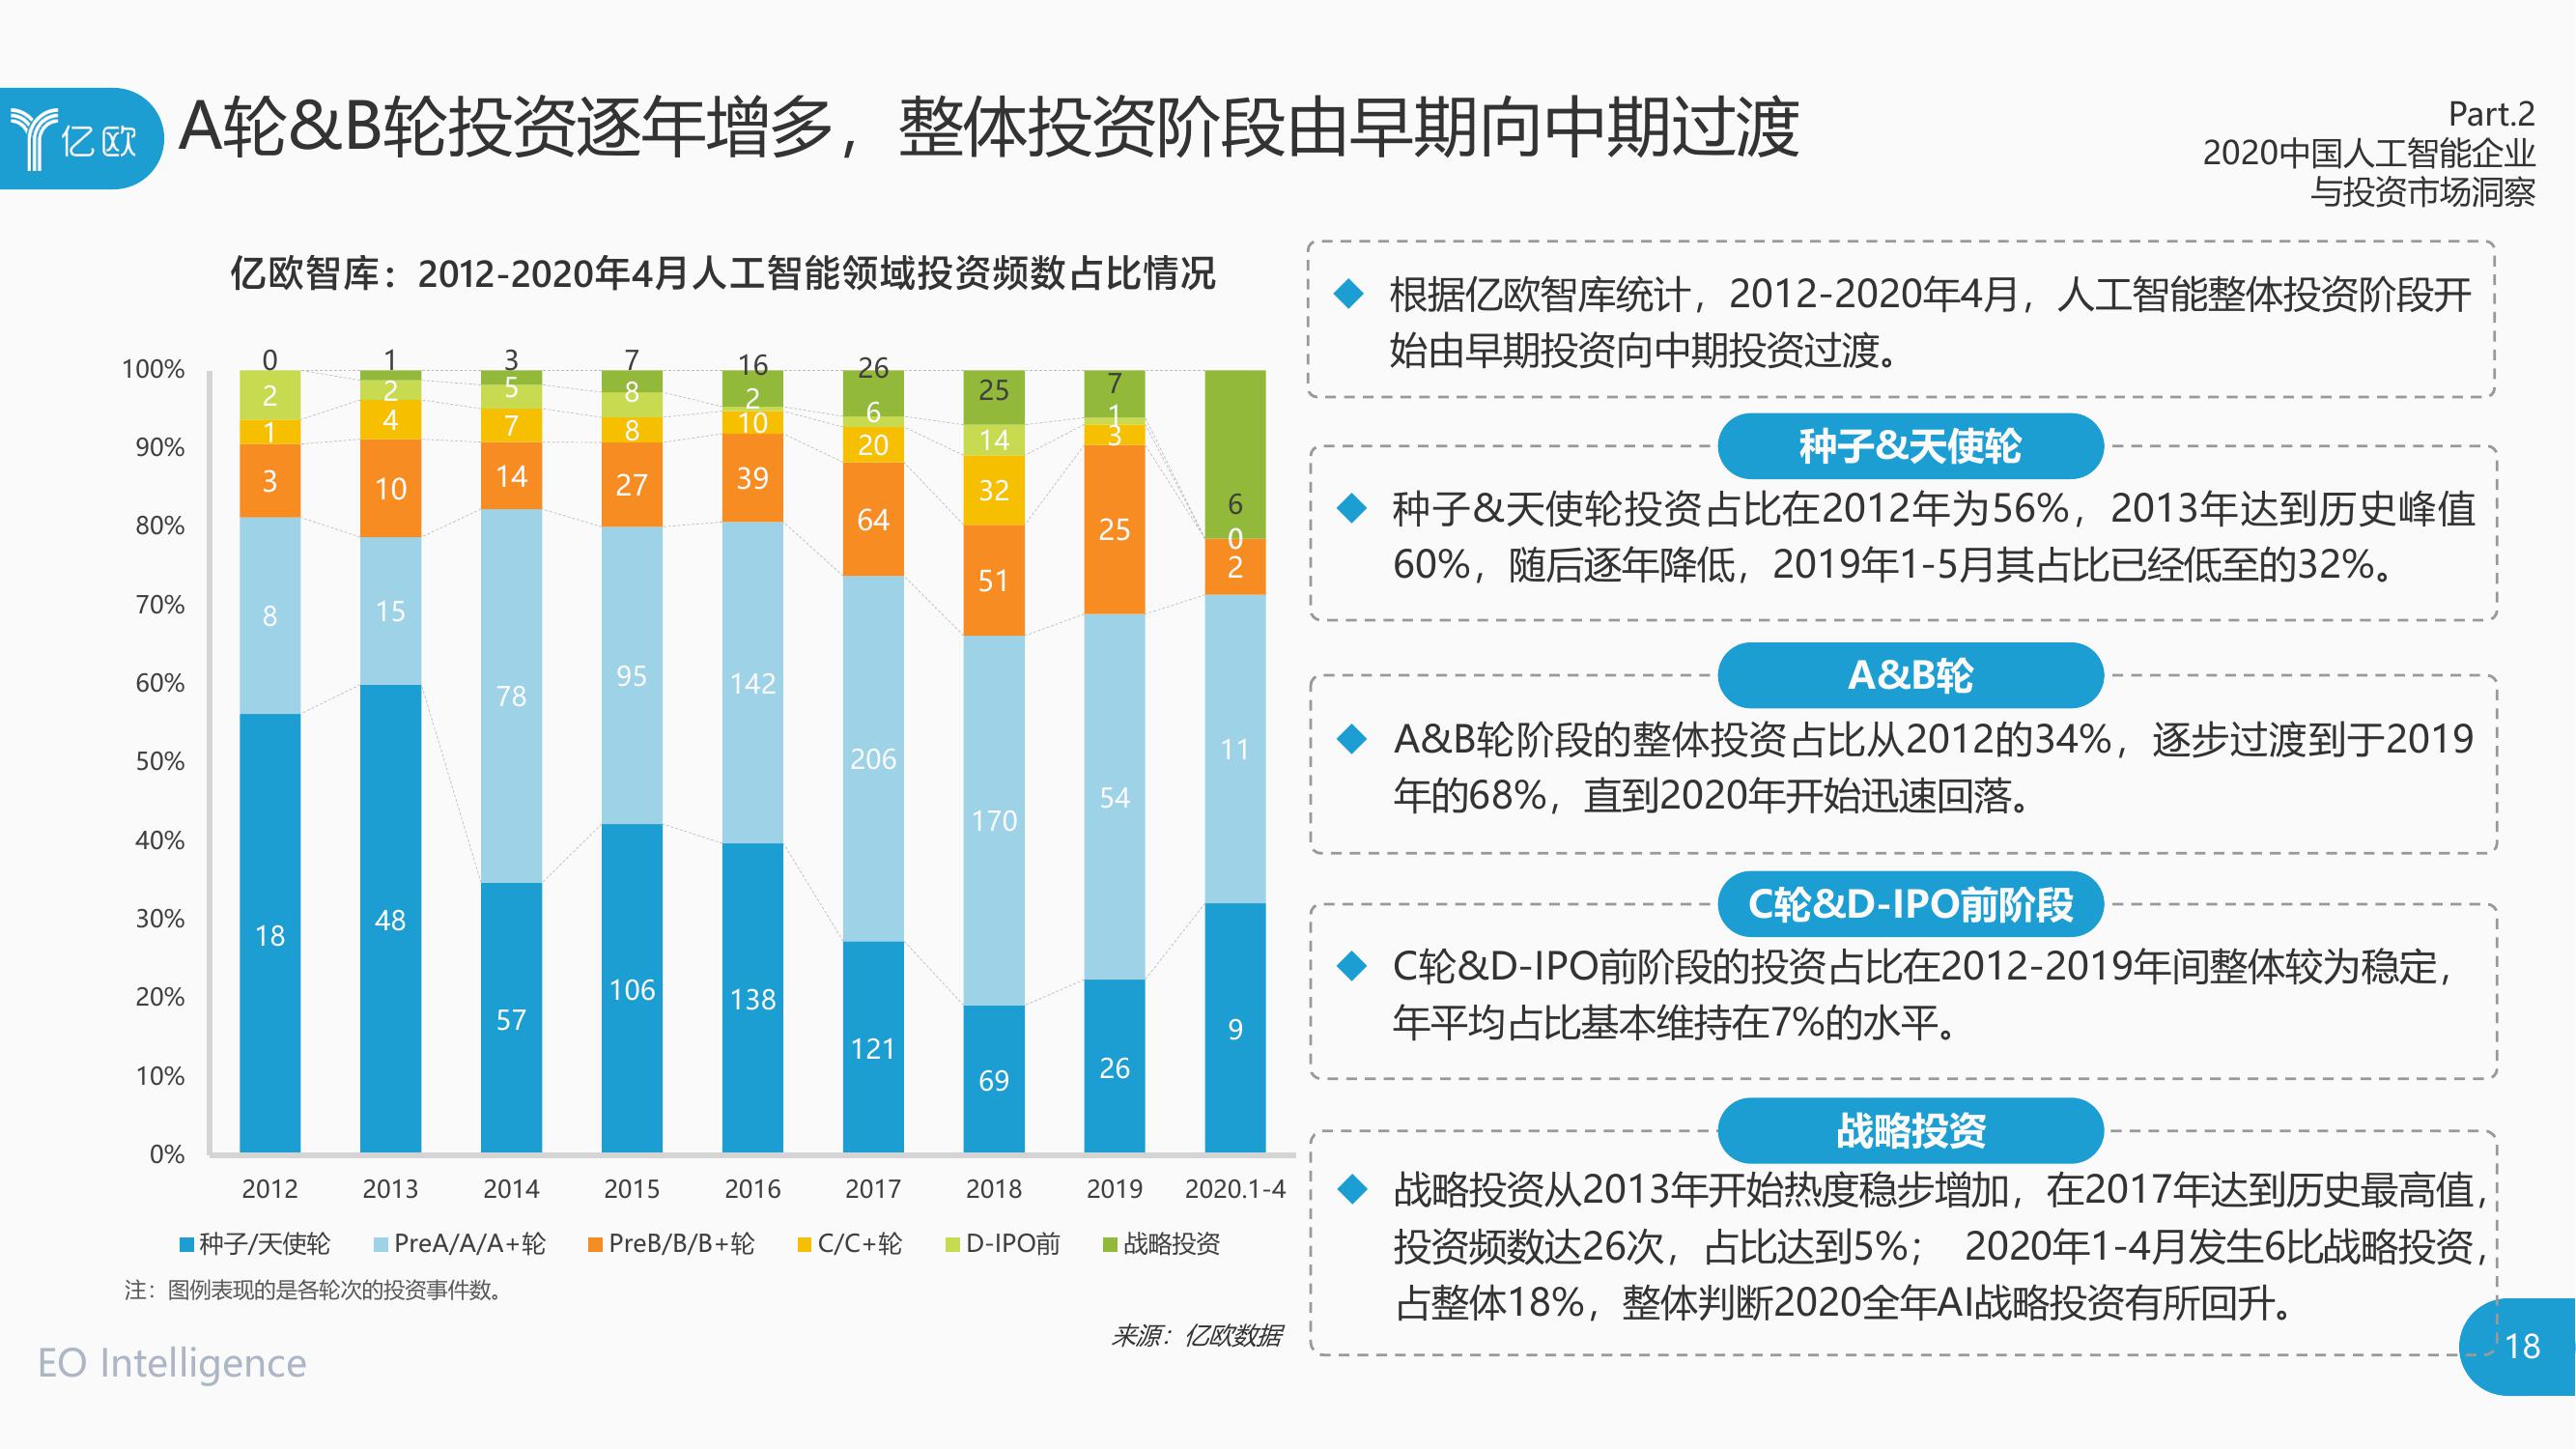 亿欧
A轮&B轮投资逐年增多，整体投资阶段由早期向中期过渡
Part.2
2020中国人工智能企业
与投资市场洞察
亿欧智库：2012-2020年4月人工智能领域投资频数占比情况
100%
90%
80%
70%
60%
50%
40%
30%
20%
10%
0%
0 1 3 7 16 26 25 7 6
2 2 5 8 2 6 14 1 0
1 4 7 8 10 20 32 3
3 10 14 27 39 64 51 25 2
8 15 78 95 142 206 170 54 11
18 48 57 106 138 121 69 26 9
2012 2013 2014 2015 2016 2017 2018 2019 2020.1-4
种子/天使轮 PreA/A/A+轮 PreB/B/B+轮 C/C+轮 D-IPO前 战略投资
注：图例表现的是各轮次的投资事件数。
来源：亿欧数据
根据亿欧智库统计，2012-2020年4月，人工智能整体投资阶段开
始由早期投资向中期投资过渡。
种子&天使轮
种子&天使轮投资占比在2012年为56%，2013年达到历史峰值
60%，随后逐年降低，2019年1-5月其占比已经低至的32%。
A&B轮
A&B轮阶段的整体投资占比从2012的34%，逐步过渡到于2019
年的68%，直到2020年开始迅速回落。
C轮&D-IPO前阶段
C轮&D-IPO前阶段的投资占比在2012-2019年间整体较为稳定，
年平均占比基本维持在7%的水平。
战略投资
战略投资从2013年开始热度稳步增加，在2017年达到历史最高值，
投资频数达26次，占比达到5%； 2020年1-4月发生6比战略投资，
占整体18%，整体判断2020全年AI战略投资有所回升。
EO Intelligence
18